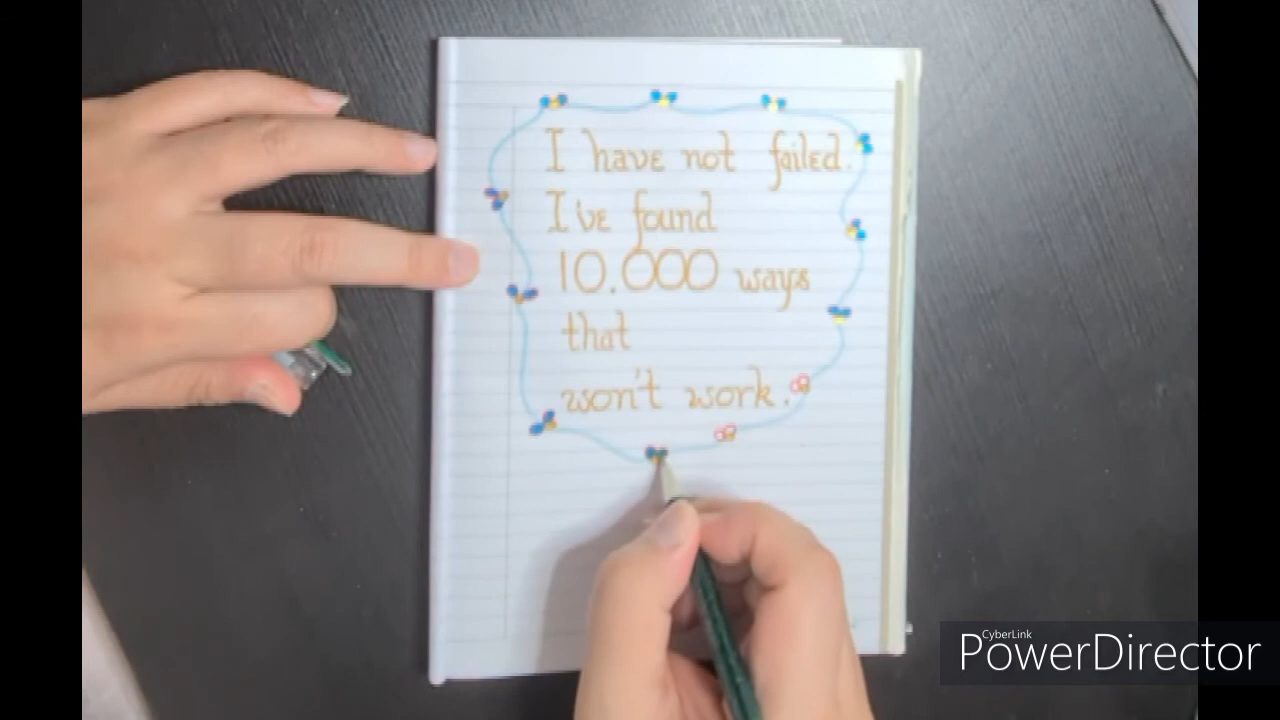 I have not failed.
I've found
10.000 ways
that
won't work.
CyberLink
PowerDirector